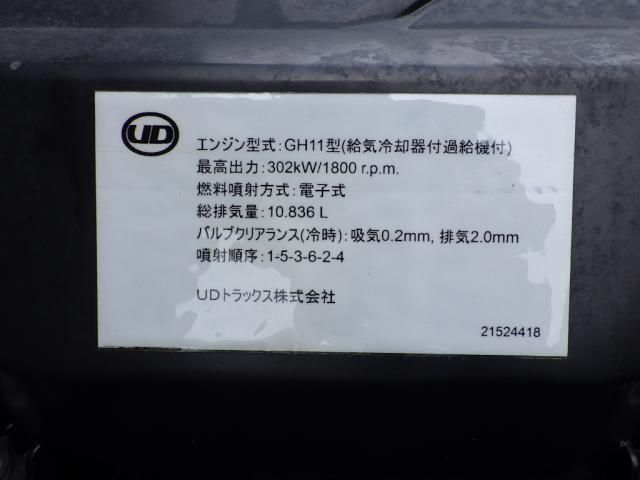 UD
エンジン型式:GH11型(給気冷却器付過給機付)
最高出力:302kW/1800 r.p.m.
燃料噴射方式:電子式
総排気量:10.836 L
バルブクリアランス(冷時):吸気0.2mm, 排気2.0mm
噴射順序:1-5-3-6-2-4
UDトラックス株式会社
21524418